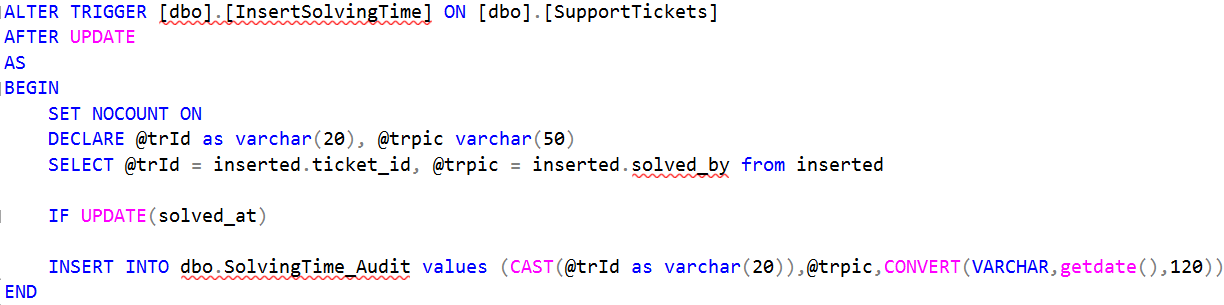 ALTER TRIGGER [dbo].[InsertSolvingTime] ON [dbo].[SupportTickets]
AFTER UPDATE
AS
BEGIN
    SET NOCOUNT ON
    DECLARE @trId as varchar(20), @trpic varchar(50)
    SELECT @trId = inserted.ticket_id, @trpic = inserted.solved_by from inserted
    IF UPDATE(solved_at)
    INSERT INTO dbo.SolvingTime_Audit values (CAST(@trId as varchar(20)),@trpic,CONVERT(VARCHAR,getdate(),120))
END